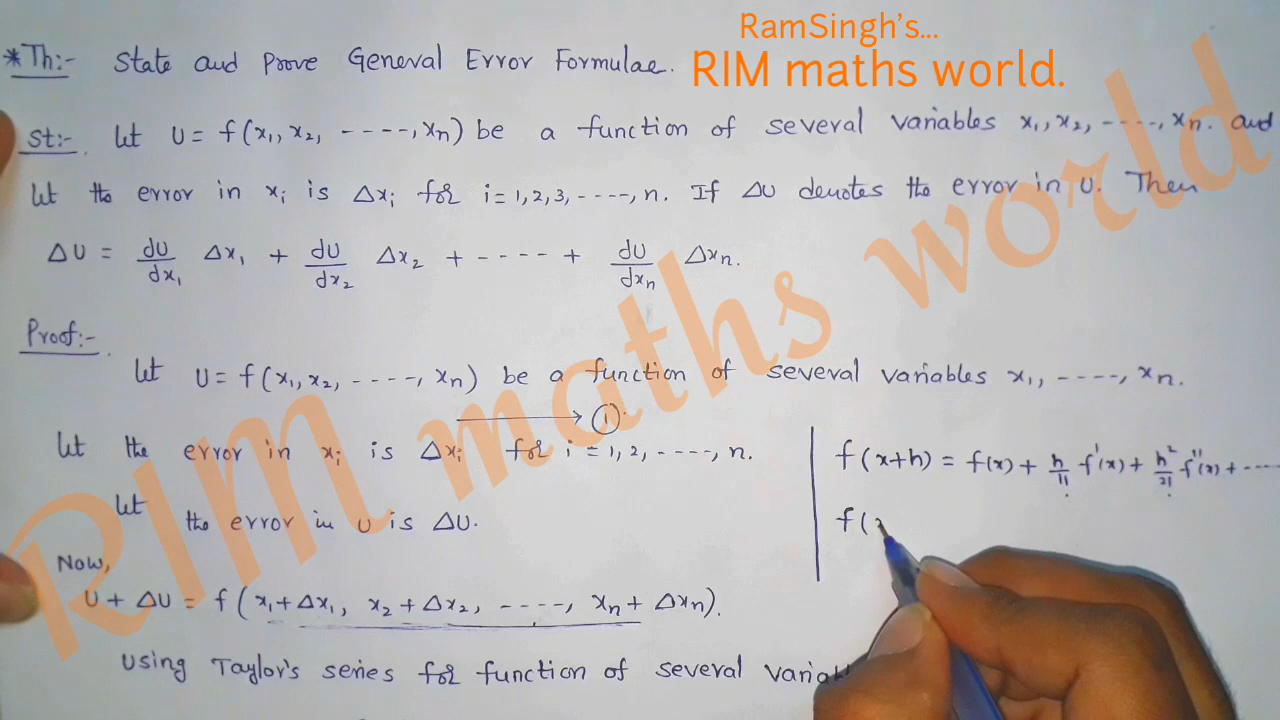 RamSingh's...
RIM maths world.
*Th:- State and Prove General Error Formulae.
St:- Let U = f(x₁, x₂, ----, xn) be a function of several variables x₁, x₂, ----, xn. and
let the error in xi is Δxi for i = 1, 2, 3, ----, n. If ΔU denotes the error in U. Then
ΔU = dU/dx₁ Δx₁ + dU/dx₂ Δx₂ + ---- + dU/dxn Δxn.
Proof:-
Let U = f(x₁, x₂, ----, xn) be a function of several variables x₁, ----, xn.
→ ①.
Let the error in xi is Δxi for i = 1, 2, ----, n.
Let the error in U is ΔU.
Now,
U + ΔU = f(x₁ + Δx₁, x₂ + Δx₂, ----, xn + Δxn).
Using Taylor's series for function of several
f(x+h) = f(x) + h/1! f'(x) + h²/2! f''(x) + ----
f(
RIM maths world